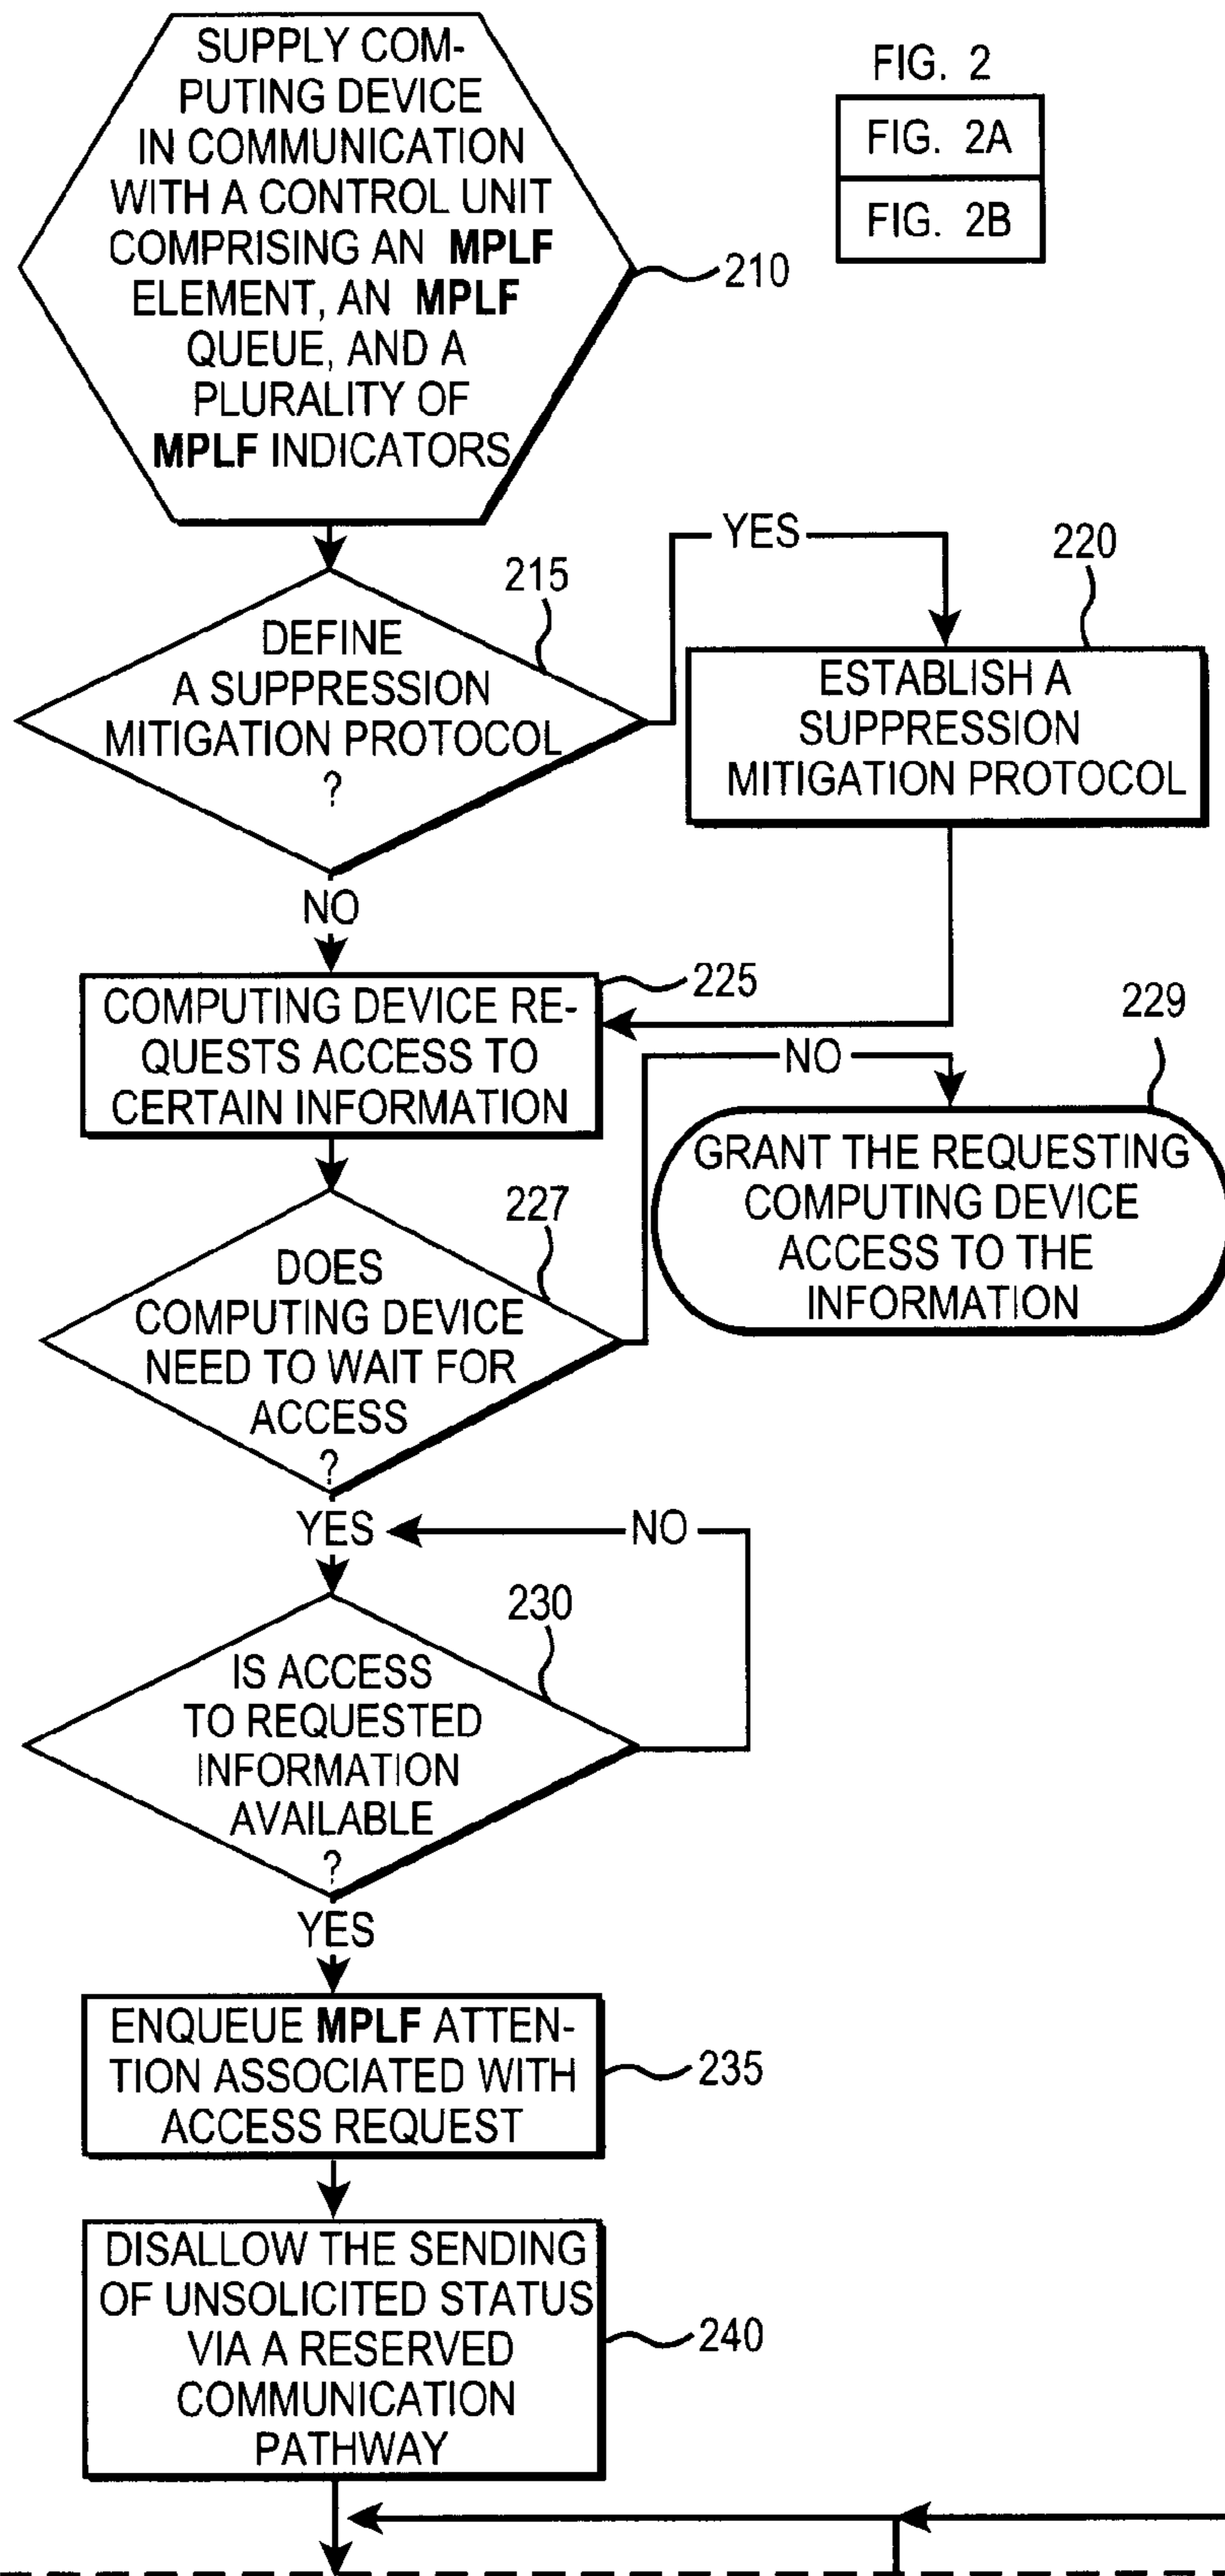 SUPPLY COM-
PUTING DEVICE
IN COMMUNICATION
WITH A CONTROL UNIT
COMPRISING AN MPLF
ELEMENT, AN MPLF
QUEUE, AND A
PLURALITY OF
MPLF INDICATORS
210
FIG. 2
FIG. 2A
FIG. 2B
215
DEFINE
A SUPPRESSION
MITIGATION PROTOCOL
?
YES
220
ESTABLISH A
SUPPRESSION
MITIGATION PROTOCOL
NO
225
COMPUTING DEVICE RE-
QUESTS ACCESS TO
CERTAIN INFORMATION
227
DOES
COMPUTING DEVICE
NEED TO WAIT FOR
ACCESS
?
NO
229
GRANT THE REQUESTING
COMPUTING DEVICE
ACCESS TO THE
INFORMATION
YES
NO
230
IS ACCESS
TO REQUESTED
INFORMATION
AVAILABLE
?
YES
ENQUEUE MPLF ATTEN-
TION ASSOCIATED WITH
ACCESS REQUEST
235
DISALLOW THE SENDING
OF UNSOLICITED STATUS
VIA A RESERVED
COMMUNICATION
PATHWAY
240